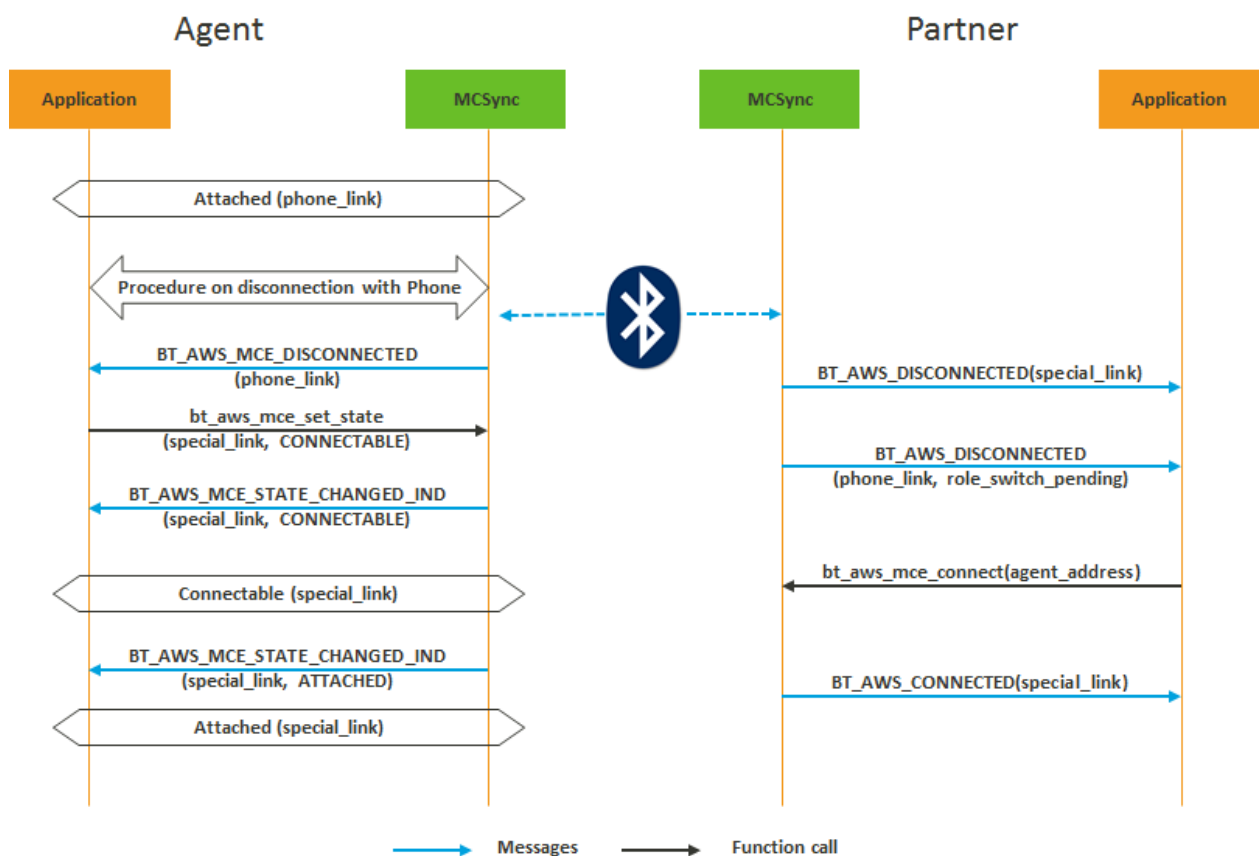 Agent
Partner
Application
MCSync
MCSync
Application
Attached (phone_link)
Procedure on disconnection with Phone
BT_AWS_MCE_DISCONNECTED
(phone_link)
BT_AWS_DISCONNECTED(special_link)
bt_aws_mce_set_state
(special_link, CONNECTABLE)
BT_AWS_DISCONNECTED
(phone_link, role_switch_pending)
BT_AWS_MCE_STATE_CHANGED_IND
(special_link, CONNECTABLE)
bt_aws_mce_connect(agent_address)
Connectable (special_link)
BT_AWS_MCE_STATE_CHANGED_IND
(special_link, ATTACHED)
BT_AWS_CONNECTED(special_link)
Attached (special_link)
Messages
Function call